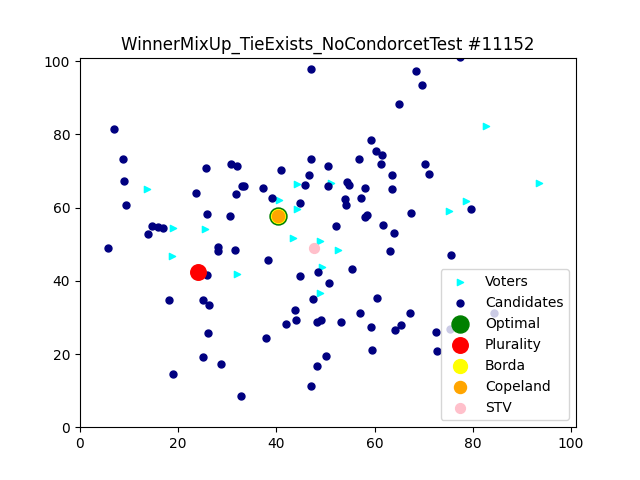 WinnerMixUp_TieExists_NoCondorcetTest #11152
100
80
60
40
20
0
0 20 40 60 80 100
Voters
Candidates
Optimal
Plurality
Borda
Copeland
STV